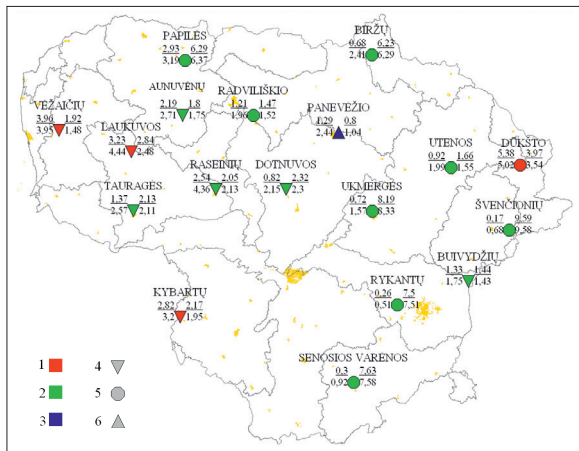 PAPILĖS
2.93 6.29
3,19 6,37
BIRŽŲ
0.68 6.23
2,41 6,29
AUNUVĖNŲ
2.19 1.8
2,71 1,75
RADVILIŠKIO
1.21 1.47
1,96 1,52
PANEVĖŽIO
1.29 0.8
2,44 1,04
VĖŽAIČIŲ
3.96 1.92
3,95 1,48
LAUKUVOS
3.23 2.84
4,44 2,48
UTENOS
0.92 1.66
1,99 1,55
DŪKŠTO
5.38 3.97
5,02 3,54
RASEINIŲ
2.54 2.05
4,36 2,13
DOTNUVOS
0.82 2.32
2,15 2,3
TAURAGĖS
1.37 2.13
2,57 2,11
UKMERGĖS
0.72 8.19
1,57 8,33
ŠVENČIONIŲ
0.17 9.59
0,68 9,58
BUIVYDŽIŲ
1.33 1.44
1,75 1,43
KYBARTŲ
2.82 2.17
3,2 1,95
RYKANTŲ
0.26 7.5
0,51 7,51
SENOSIOS VARĖNOS
0.3 7.63
0,92 7,58
1 4
2 5
3 6